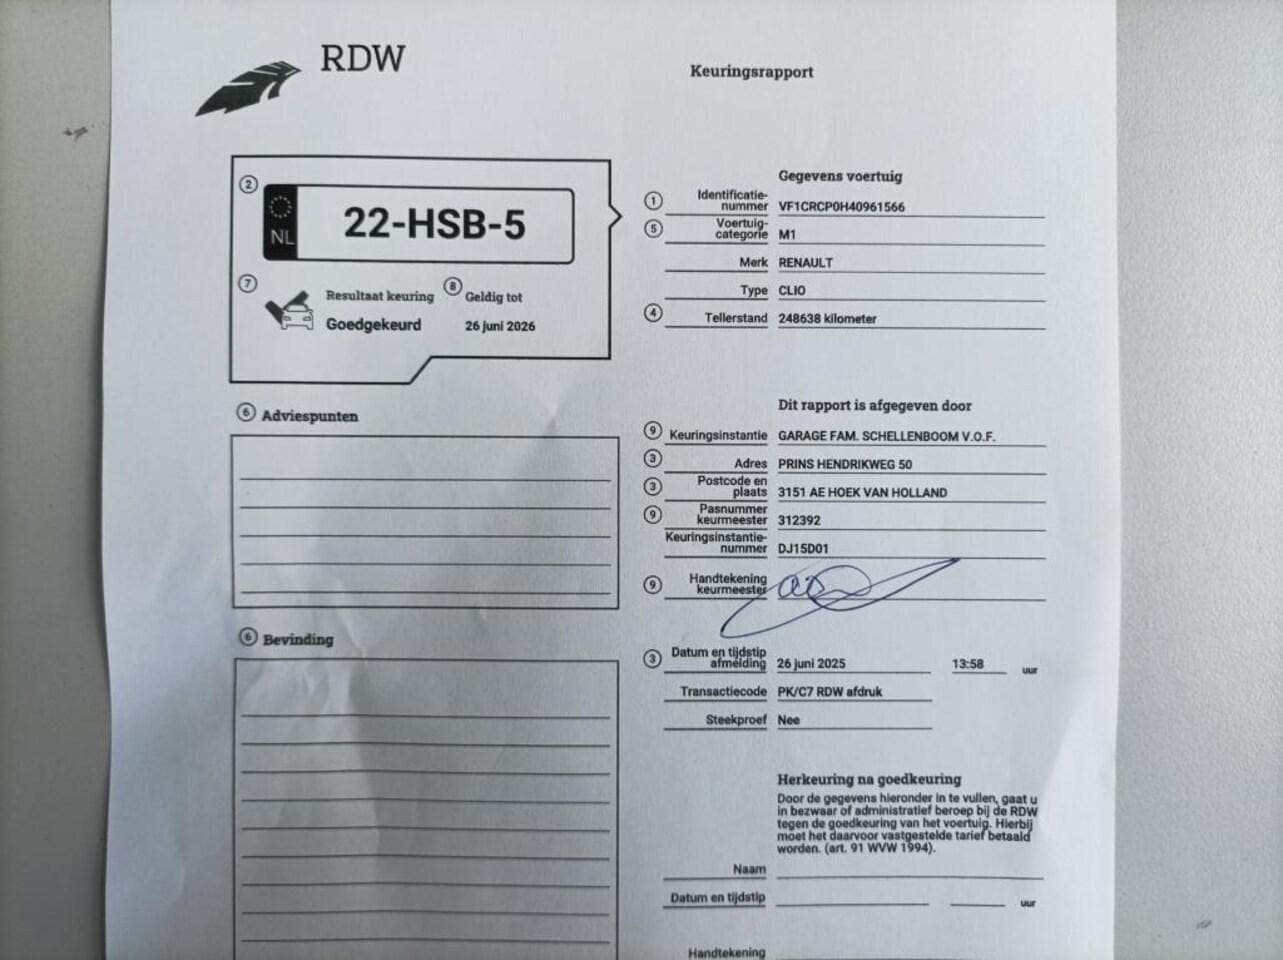 RDW
Keuringsrapport
2
NL
22-HSB-5
7
Resultaat keuring
Goedgekeurd
8
Geldig tot
26 juni 2026
Gegevens voertuig
1
Identificatie-
nummer
VF1CRCP0H40961566
5
Voertuig-
categorie
M1
Merk
RENAULT
Type
CLIO
4
Tellerstand
248638 kilometer
6
Adviespunten
6
Bevinding
Dit rapport is afgegeven door
9
Keuringsinstantie
GARAGE FAM. SCHELLENBOOM V.O.F.
3
Adres
PRINS HENDRIKWEG 50
3
Postcode en
plaats
3151 AE HOEK VAN HOLLAND
9
Pasnummer
keurmeester
312392
Keuringsinstantie-
nummer
DJ15D01
9
Handtekening
keurmeester
3
Datum en tijdstip
afmelding
26 juni 2025
13:58
uur
Transactiecode
PK/C7 RDW afdruk
Steekproef
Nee
Herkeuring na goedkeuring
Door de gegevens hieronder in te vullen, gaat u
in bezwaar of administratief beroep bij de RDW
tegen de goedkeuring van het voertuig. Hierbij
moet het daarvoor vastgestelde tarief betaald
worden. (art. 91 WVW 1994).
Naam
Datum en tijdstip
uur
Handtekening